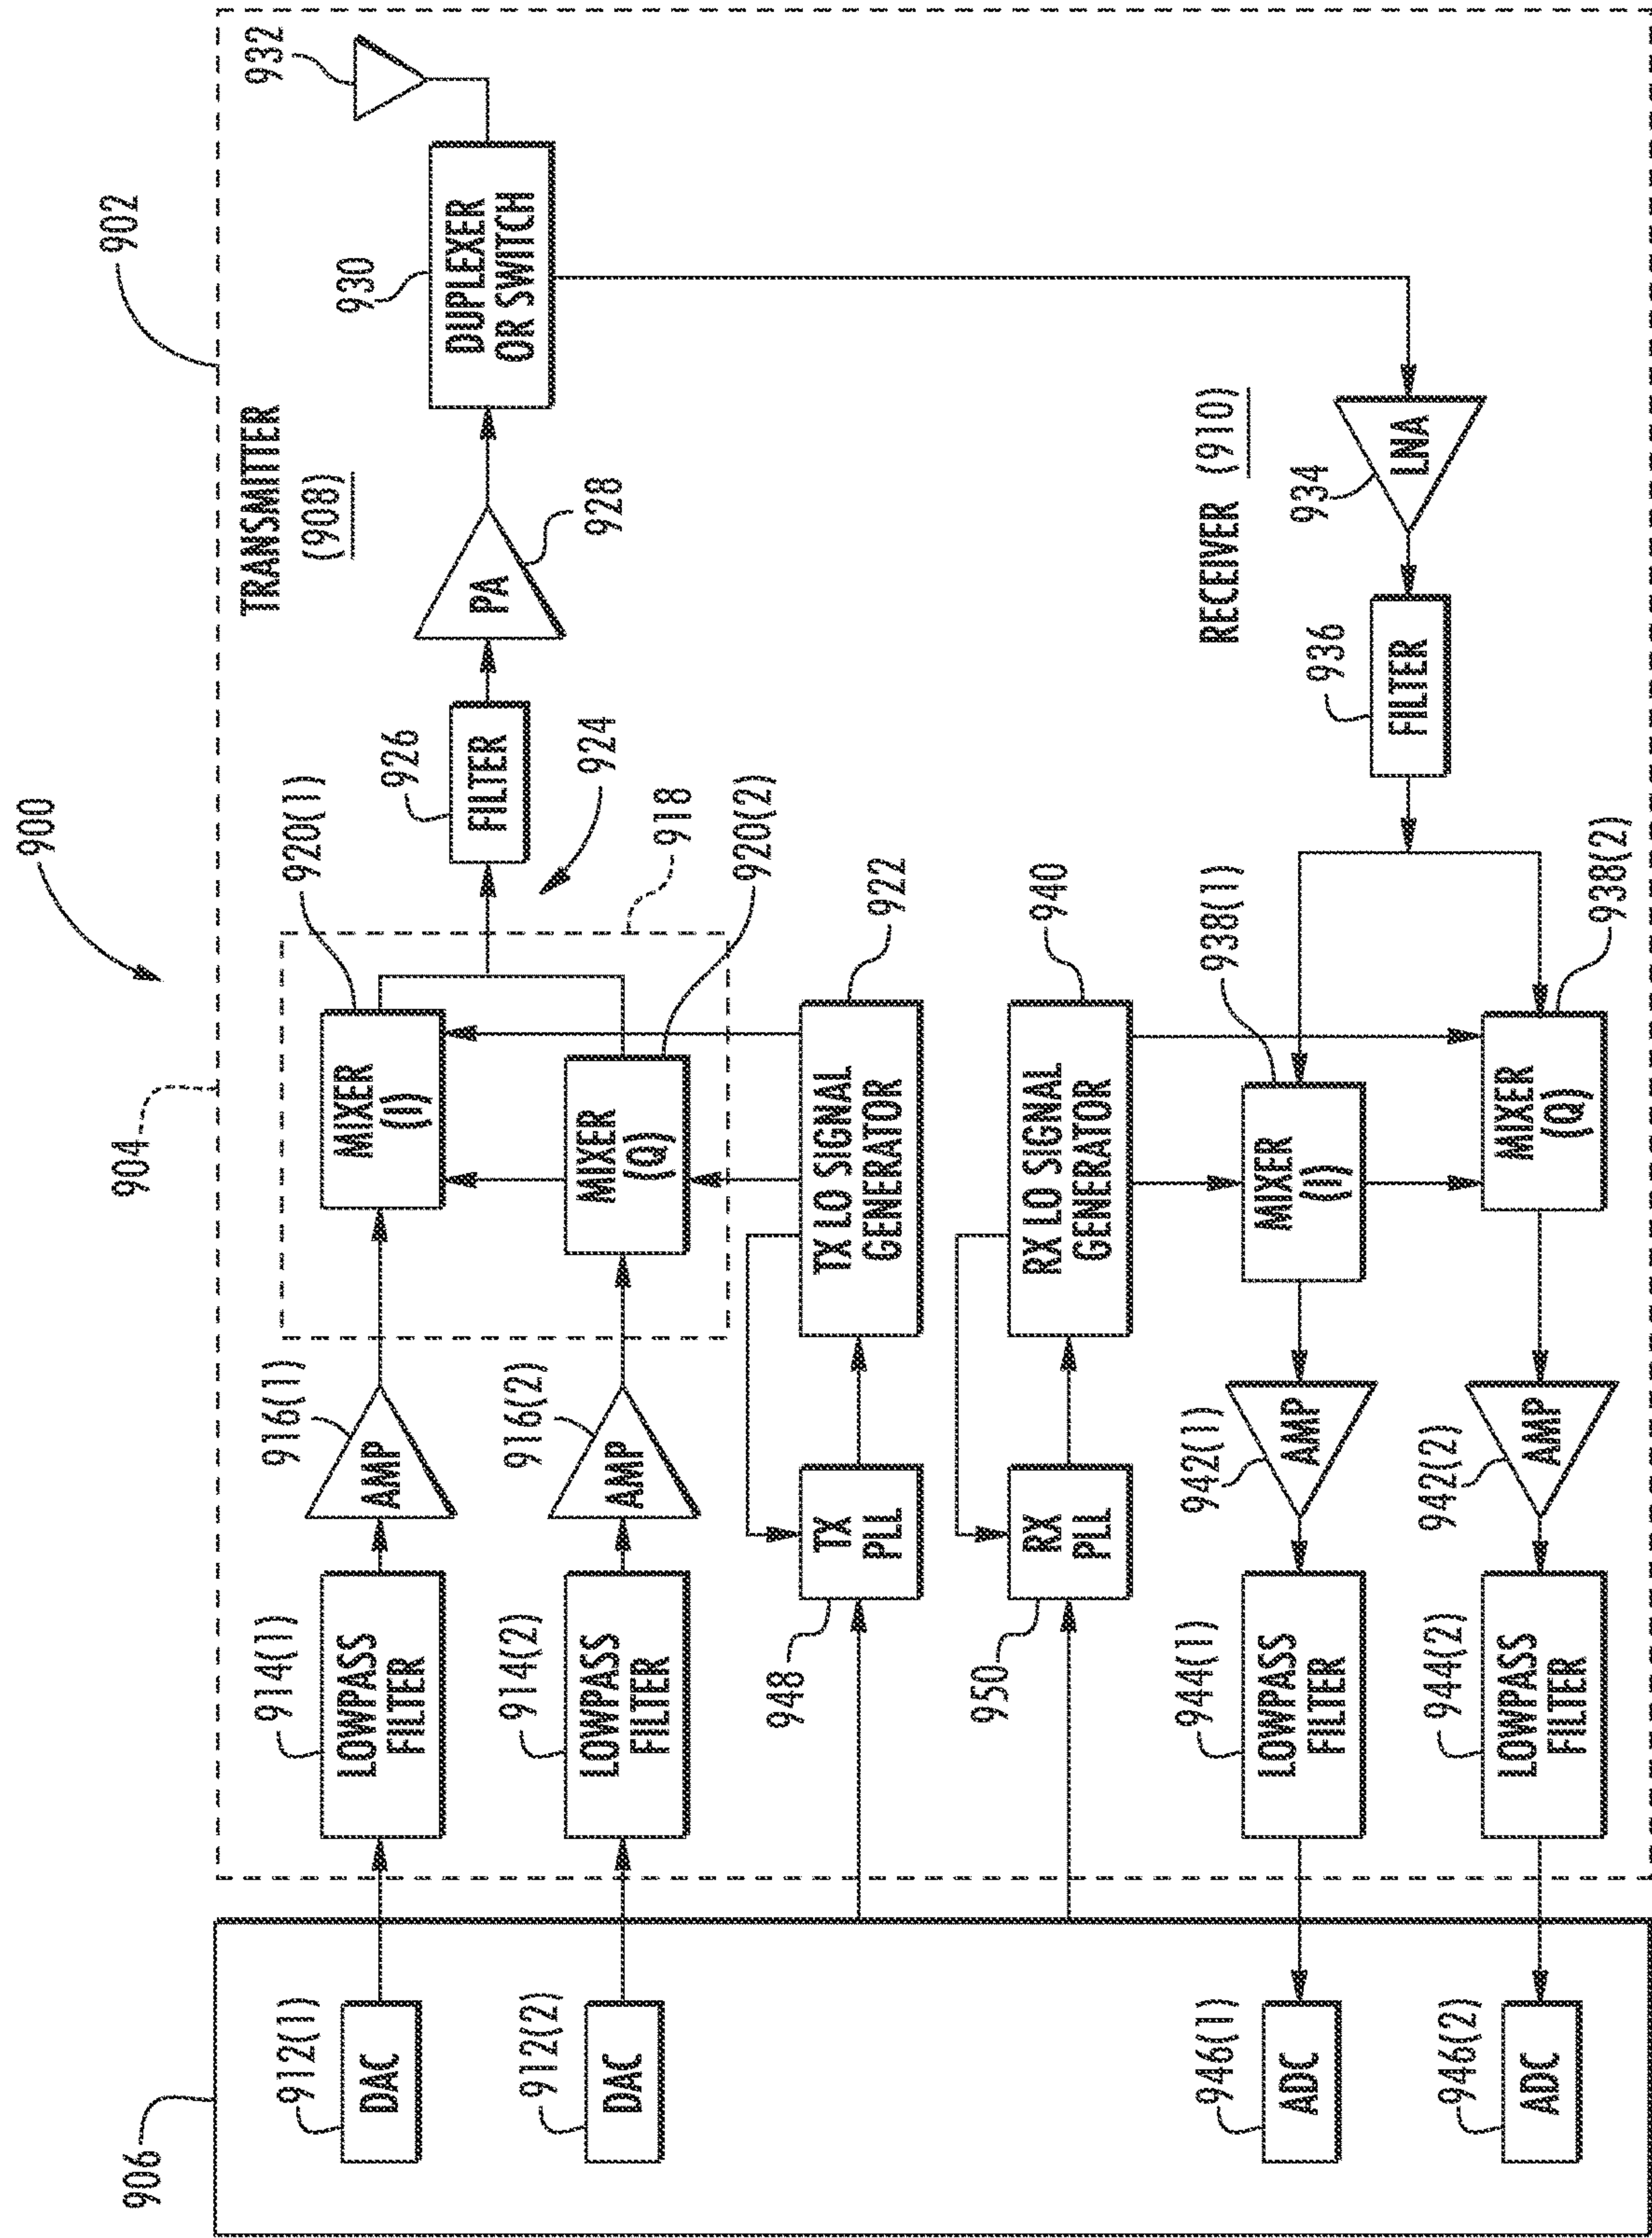 900
904
902
906
TRANSMITTER
(908)
932
930
DUPLEXER
OR SWITCH
928
PA
926
FILTER
924
918
920(1)
MIXER
(I)
920(2)
MIXER
(Q)
916(1)
AMP
916(2)
AMP
914(1)
LOWPASS
FILTER
914(2)
LOWPASS
FILTER
912(1)
DAC
912(2)
DAC
922
TX LO SIGNAL
GENERATOR
948
TX
PLL
940
RX LO SIGNAL
GENERATOR
950
RX
PLL
RECEIVER (910)
934
LNA
936
FILTER
938(1)
MIXER
(I)
938(2)
MIXER
(Q)
942(1)
AMP
942(2)
AMP
944(1)
LOWPASS
FILTER
944(2)
LOWPASS
FILTER
946(1)
ADC
946(2)
ADC